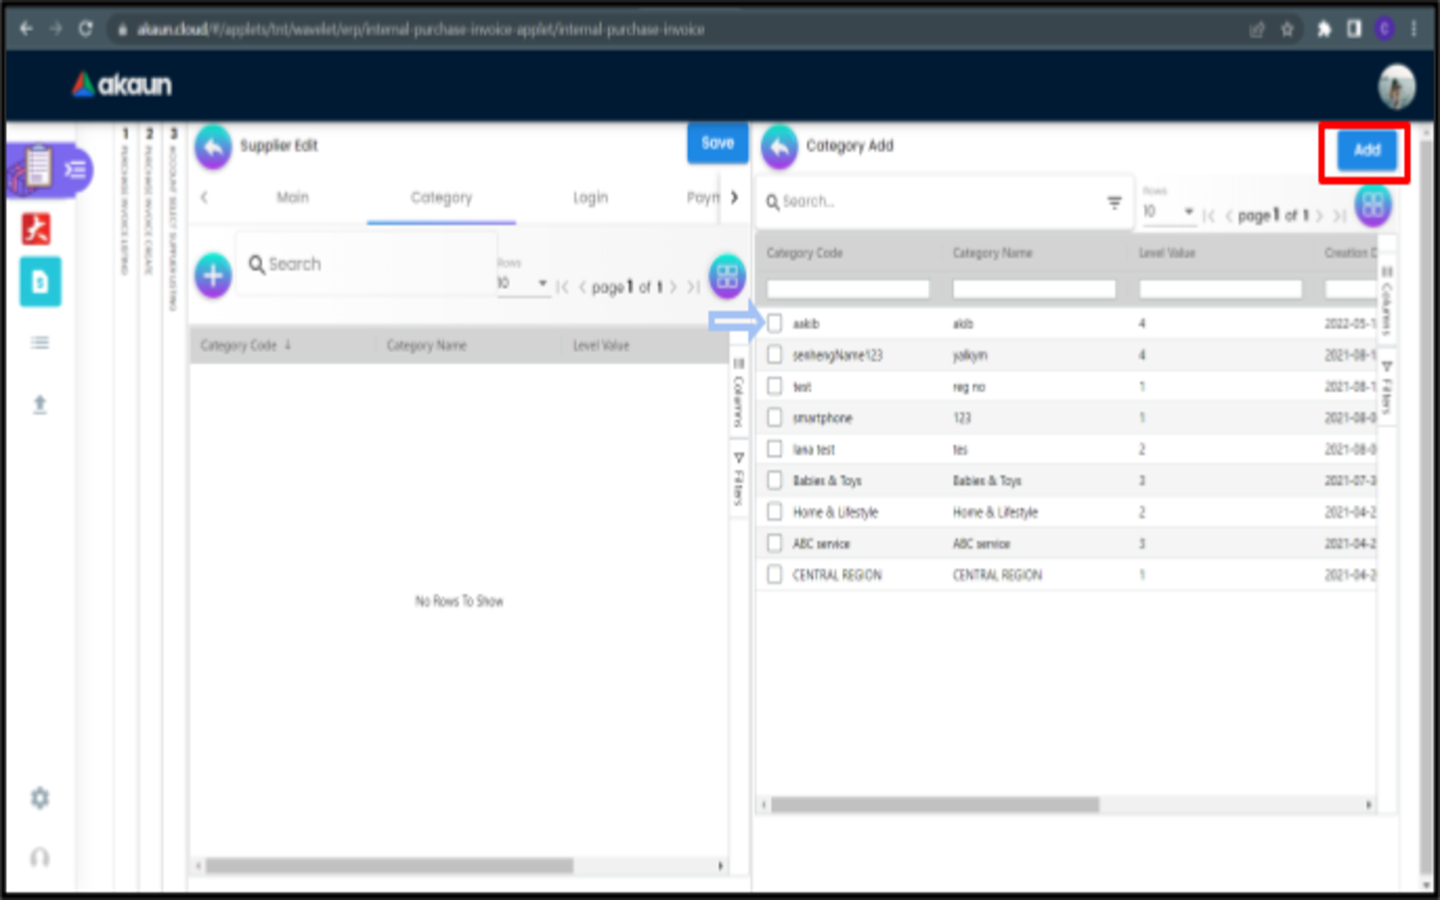 akaun.cloud/#/applets/tnt/wavelet/erp/internal-purchase-invoice-applet/internal-purchase-invoice
akaun
1 PURCHASE INVOICE LISTING
2 PURCHASE INVOICE CREATE
3 ACCOUNT SELECT SUPPLIER LISTING
Supplier Edit
Save
Main Category Login Paym
Search
Rows
10
page 1 of 1
Category Code Category Name Level Value
Columns
Filters
No Rows To Show
Category Add
Add
Search...
Rows
10
page 1 of 1
Category Code Category Name Level Value Creation D
aakib akib 4 2022-05-1
senhengName123 yalkym 4 2021-08-1
test reg no 1 2021-08-1
smartphone 123 1 2021-08-0
lana test tes 2 2021-08-0
Babies & Toys Babies & Toys 3 2021-07-3
Home & Lifestyle Home & Lifestyle 2 2021-04-2
ABC service ABC service 3 2021-04-2
CENTRAL REGION CENTRAL REGION 1 2021-04-2
Columns
Filters